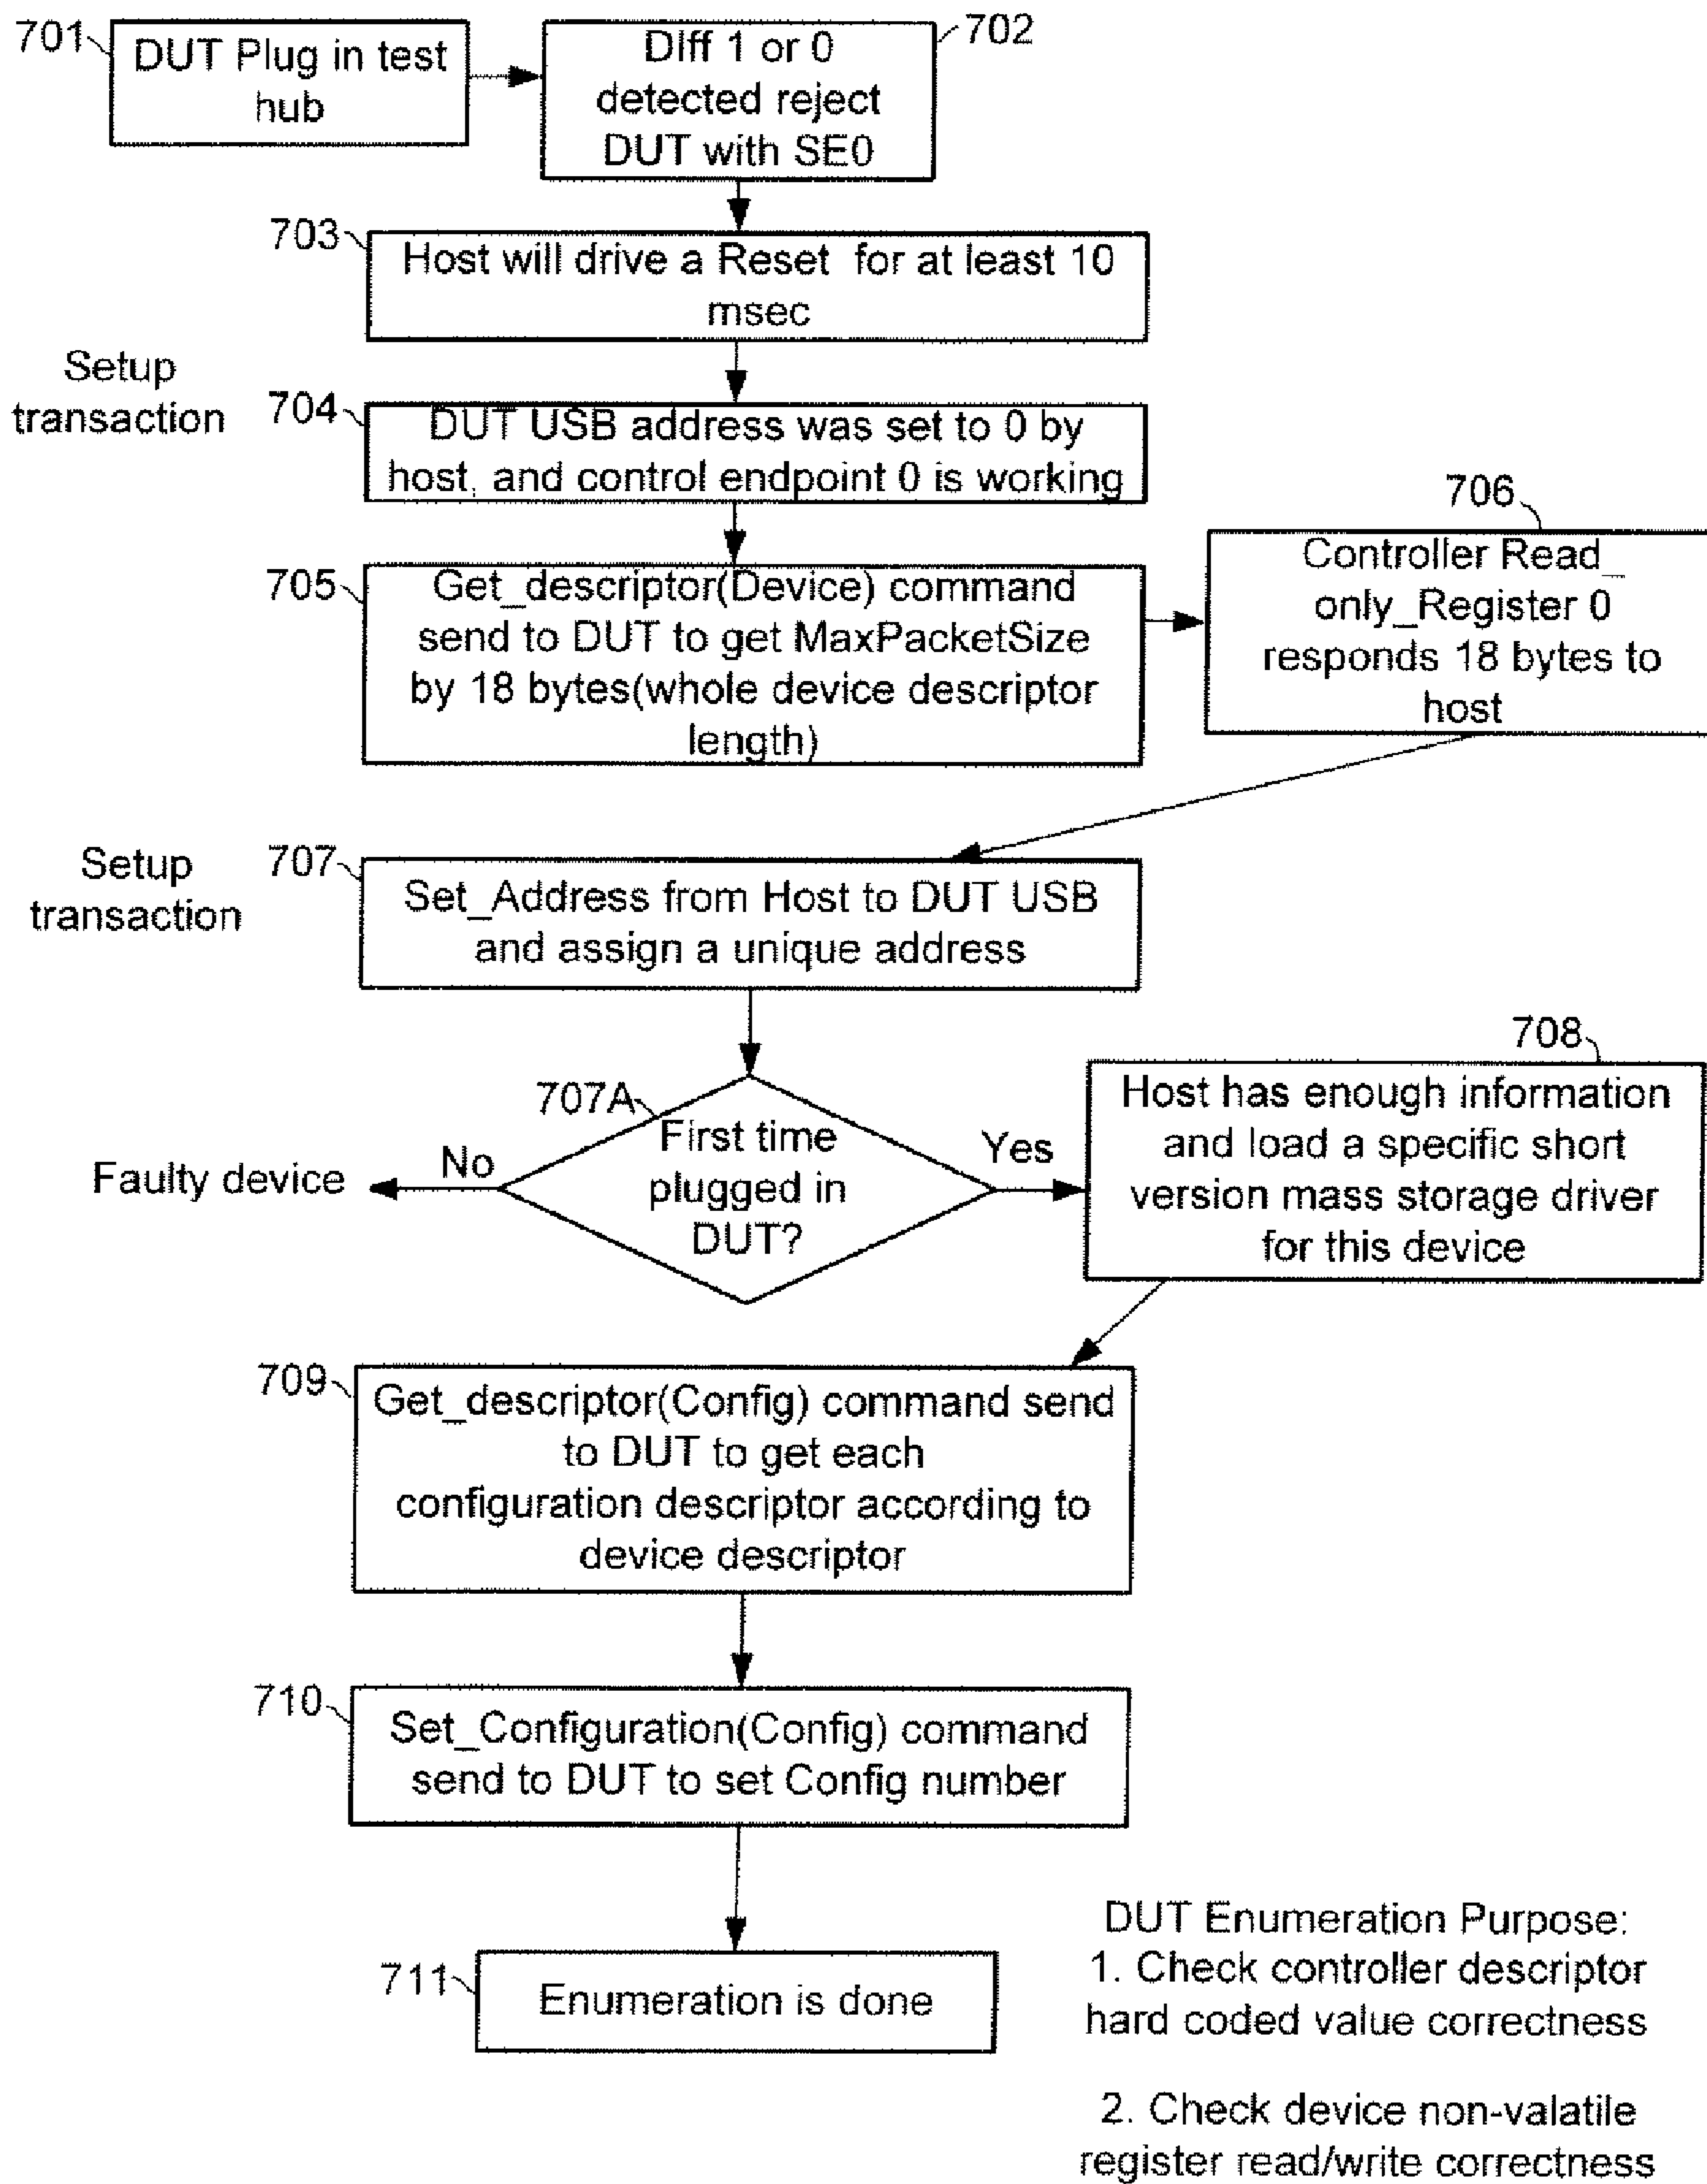 701
DUT Plug in test
hub
702
Diff 1 or 0
detected reject
DUT with SE0
703
Host will drive a Reset for at least 10
msec
Setup
transaction
704
DUT USB address was set to 0 by
host, and control endpoint 0 is working
705
Get_descriptor(Device) command
send to DUT to get MaxPacketSize
by 18 bytes(whole device descriptor
length)
706
Controller Read_
only_Register 0
responds 18 bytes to
host
Setup
transaction
707
Set_Address from Host to DUT USB
and assign a unique address
707A
First time
plugged in
DUT?
No
Faulty device
Yes
708
Host has enough information
and load a specific short
version mass storage driver
for this device
709
Get_descriptor(Config) command send
to DUT to get each
configuration descriptor according to
device descriptor
710
Set_Configuration(Config) command
send to DUT to set Config number
711
Enumeration is done
DUT Enumeration Purpose:
1. Check controller descriptor
hard coded value correctness
2. Check device non-valatile
register read/write correctness